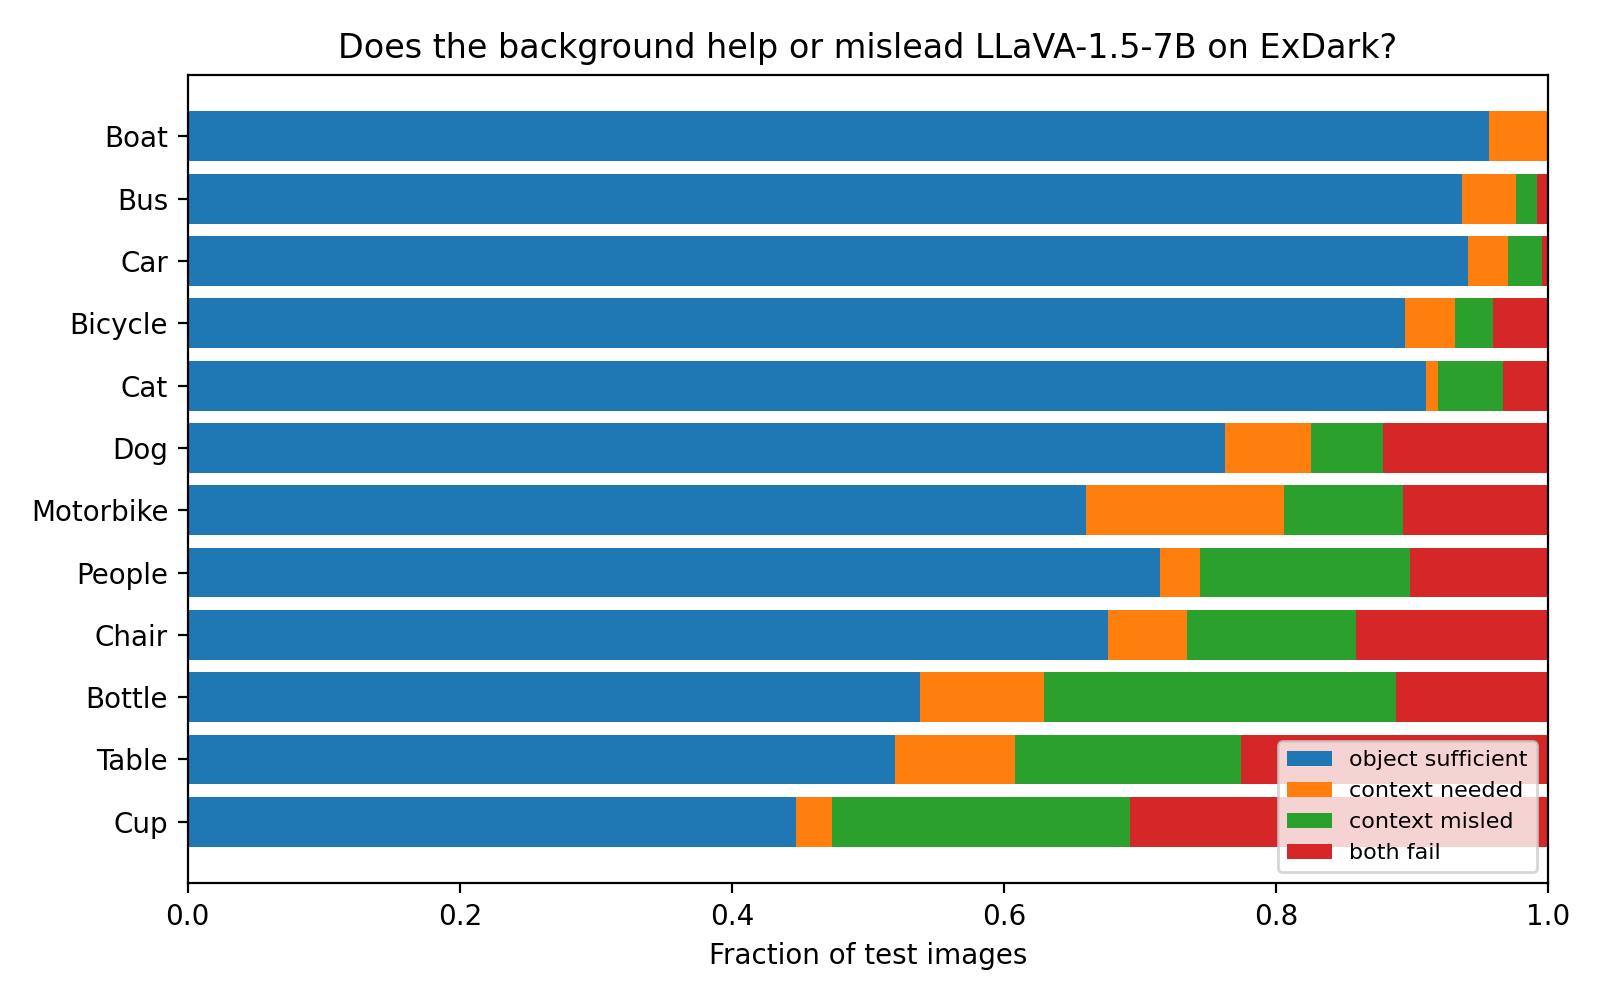 Does the background help or mislead LLaVA-1.5-7B on ExDark?
Boat
Bus
Car
Bicycle
Cat
Dog
Motorbike
People
Chair
Bottle
Table
Cup
object sufficient
context needed
context misled
both fail
0.0 0.2 0.4 0.6 0.8 1.0
Fraction of test images